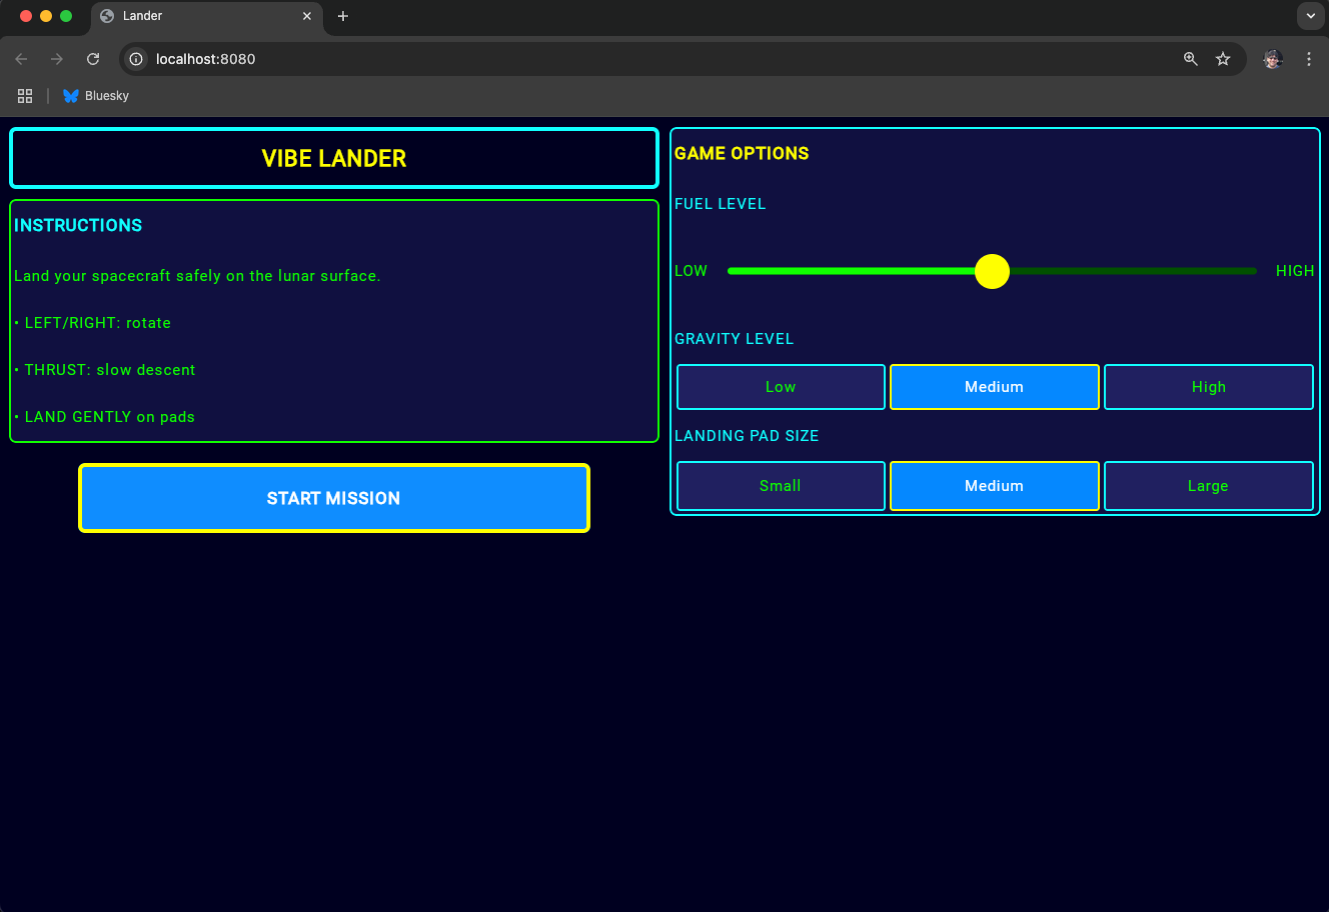 Lander
localhost:8080
Bluesky
VIBE LANDER
INSTRUCTIONS
Land your spacecraft safely on the lunar surface.
• LEFT/RIGHT: rotate
• THRUST: slow descent
• LAND GENTLY on pads
START MISSION
GAME OPTIONS
FUEL LEVEL
LOW HIGH
GRAVITY LEVEL
Low Medium High
LANDING PAD SIZE
Small Medium Large